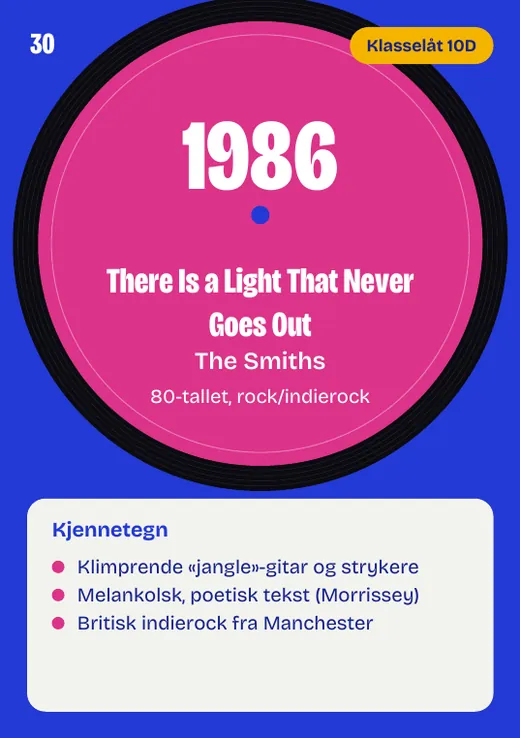 30
Klasselåt 10D
1986
There Is a Light That Never
Goes Out
The Smiths
80-tallet, rock/indierock
Kjennetegn
Klimprende «jangle»-gitar og strykere
Melankolsk, poetisk tekst (Morrissey)
Britisk indierock fra Manchester